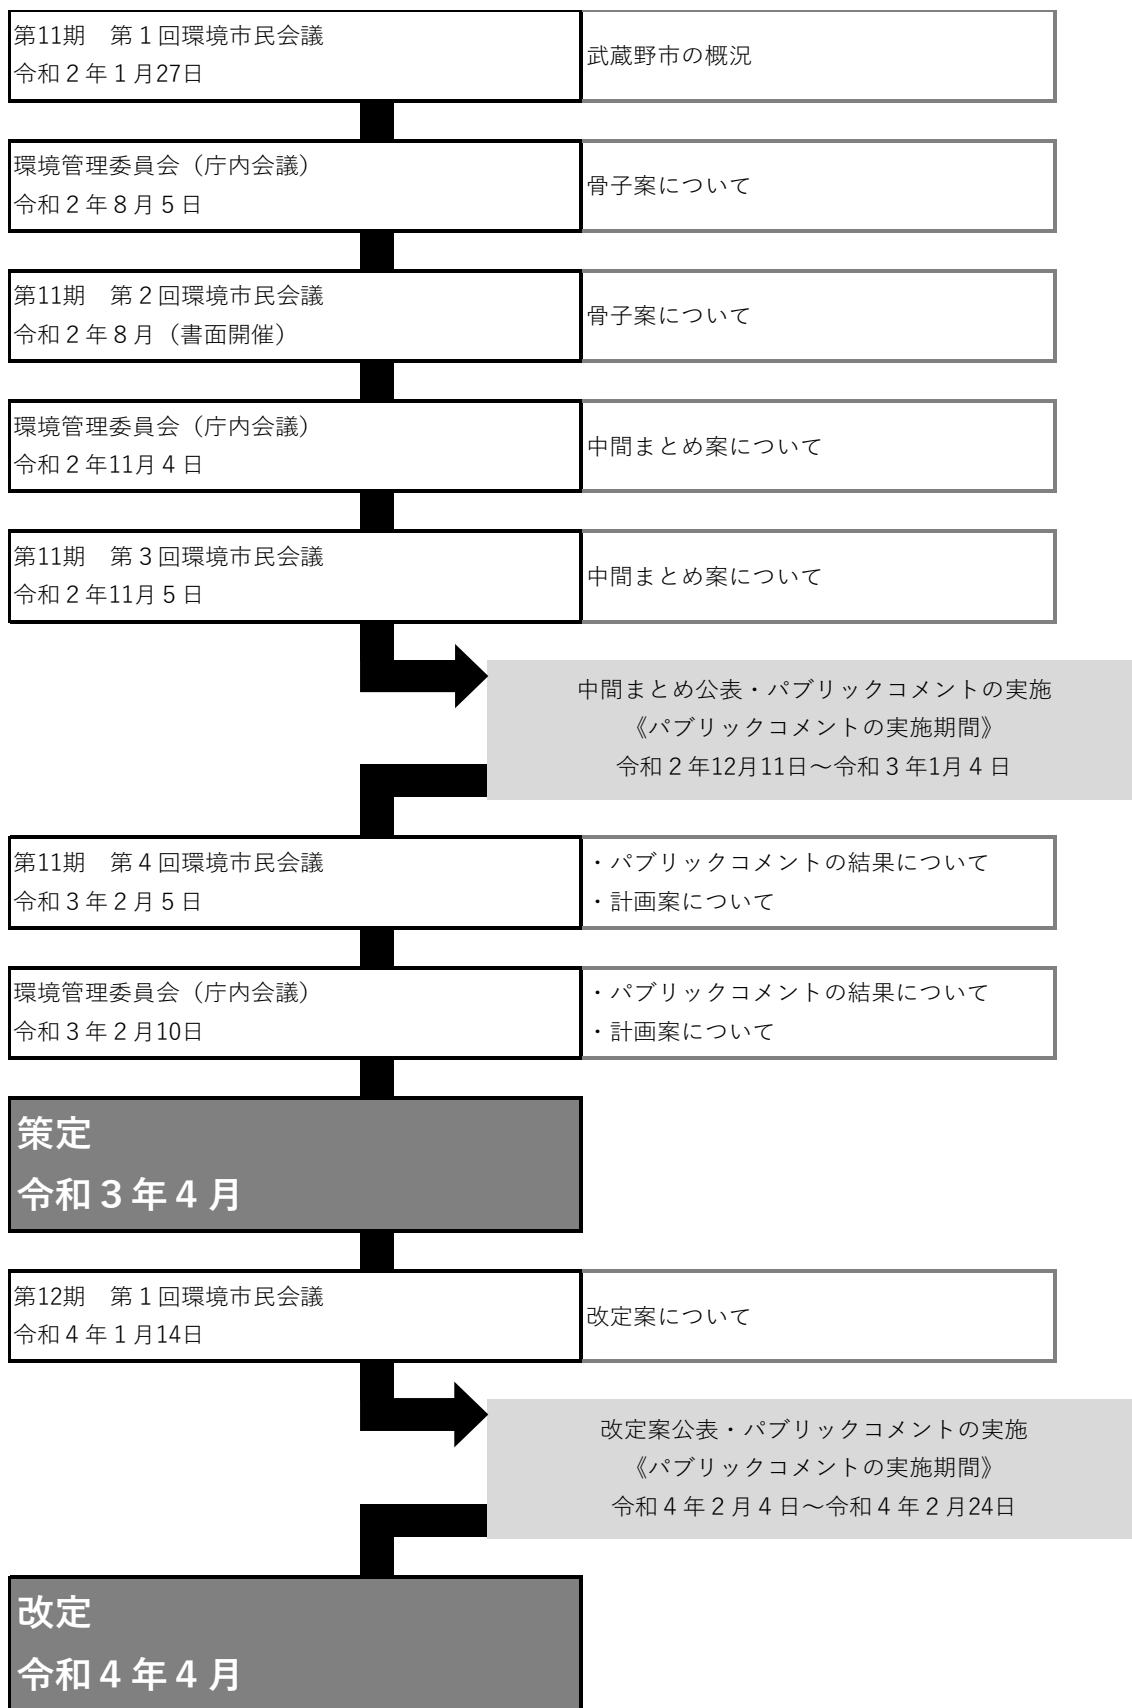 第11期　第１回環境市民会議
令和２年１月27日
武蔵野市の概況
環境管理委員会（庁内会議）
令和２年８月５日
骨子案について
第11期　第２回環境市民会議
令和２年８月（書面開催）
骨子案について
環境管理委員会（庁内会議）
令和２年11月４日
中間まとめ案について
第11期　第３回環境市民会議
令和２年11月５日
中間まとめ案について
中間まとめ公表・パブリックコメントの実施
《パブリックコメントの実施期間》
令和２年12月11日～令和３年1月４日
第11期　第４回環境市民会議
令和３年２月５日
・パブリックコメントの結果について
・計画案について
環境管理委員会（庁内会議）
令和３年２月10日
・パブリックコメントの結果について
・計画案について
策定
令和３年４月
第12期　第１回環境市民会議
令和４年１月14日
改定案について
改定案公表・パブリックコメントの実施
《パブリックコメントの実施期間》
令和４年２月４日～令和４年２月24日
改定
令和４年４月